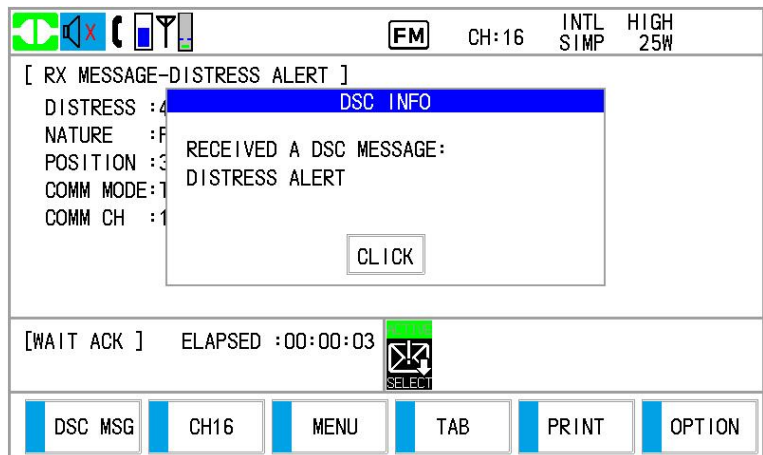 FM CH:16 INTL HIGH
SIMP 25W
[ RX MESSAGE-DISTRESS ALERT ]
DISTRESS :4
NATURE :F
POSITION :3
COMM MODE:T
COMM CH :1
DSC INFO
RECEIVED A DSC MESSAGE:
DISTRESS ALERT
CLICK
[WAIT ACK ] ELAPSED :00:00:03
SELECT
DSC MSG CH16 MENU TAB PRINT OPTION